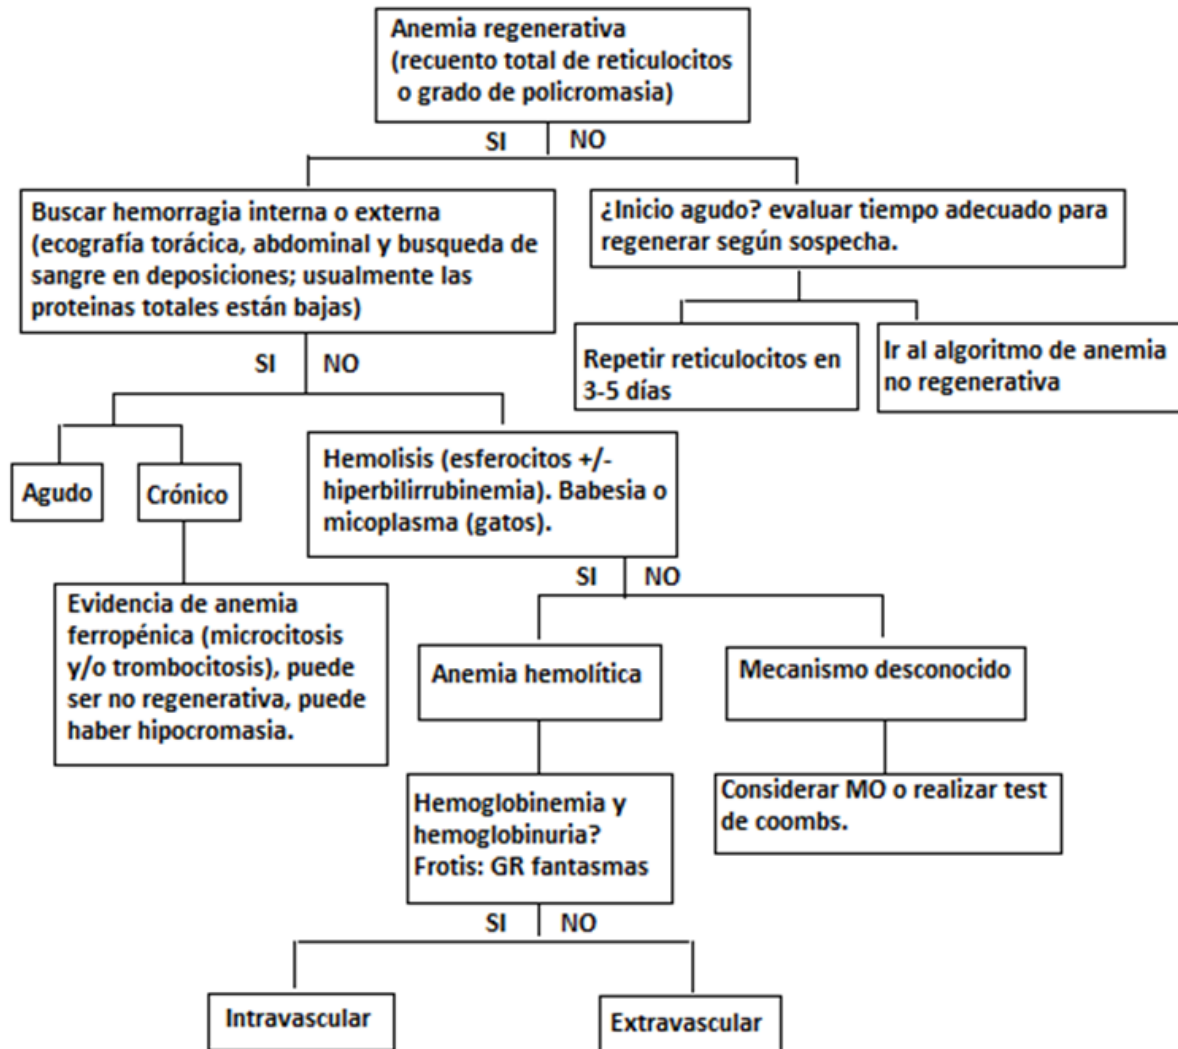 Anemia regenerativa
(recuento total de reticulocitos
o grado de policromasia)
SI
NO
Buscar hemorragia interna o externa
(ecografía torácica, abdominal y busqueda de
sangre en deposiciones; usualmente las
proteinas totales están bajas)
¿Inicio agudo? evaluar tiempo adecuado para
regenerar según sospecha.
SI
NO
Repetir reticulocitos en
3-5 días
Ir al algoritmo de anemia
no regenerativa
Agudo
Crónico
Hemolisis (esferocitos +/-
hiperbilirrubinemia). Babesia o
micoplasma (gatos).
SI
NO
Evidencia de anemia
ferropénica (microcitosis
y/o trombocitosis), puede
ser no regenerativa, puede
haber hipocromasia.
Anemia hemolítica
Mecanismo desconocido
Hemoglobinemia y
hemoglobinuria?
Frotis: GR fantasmas
Considerar MO o realizar test
de coombs.
SI
NO
Intravascular
Extravascular